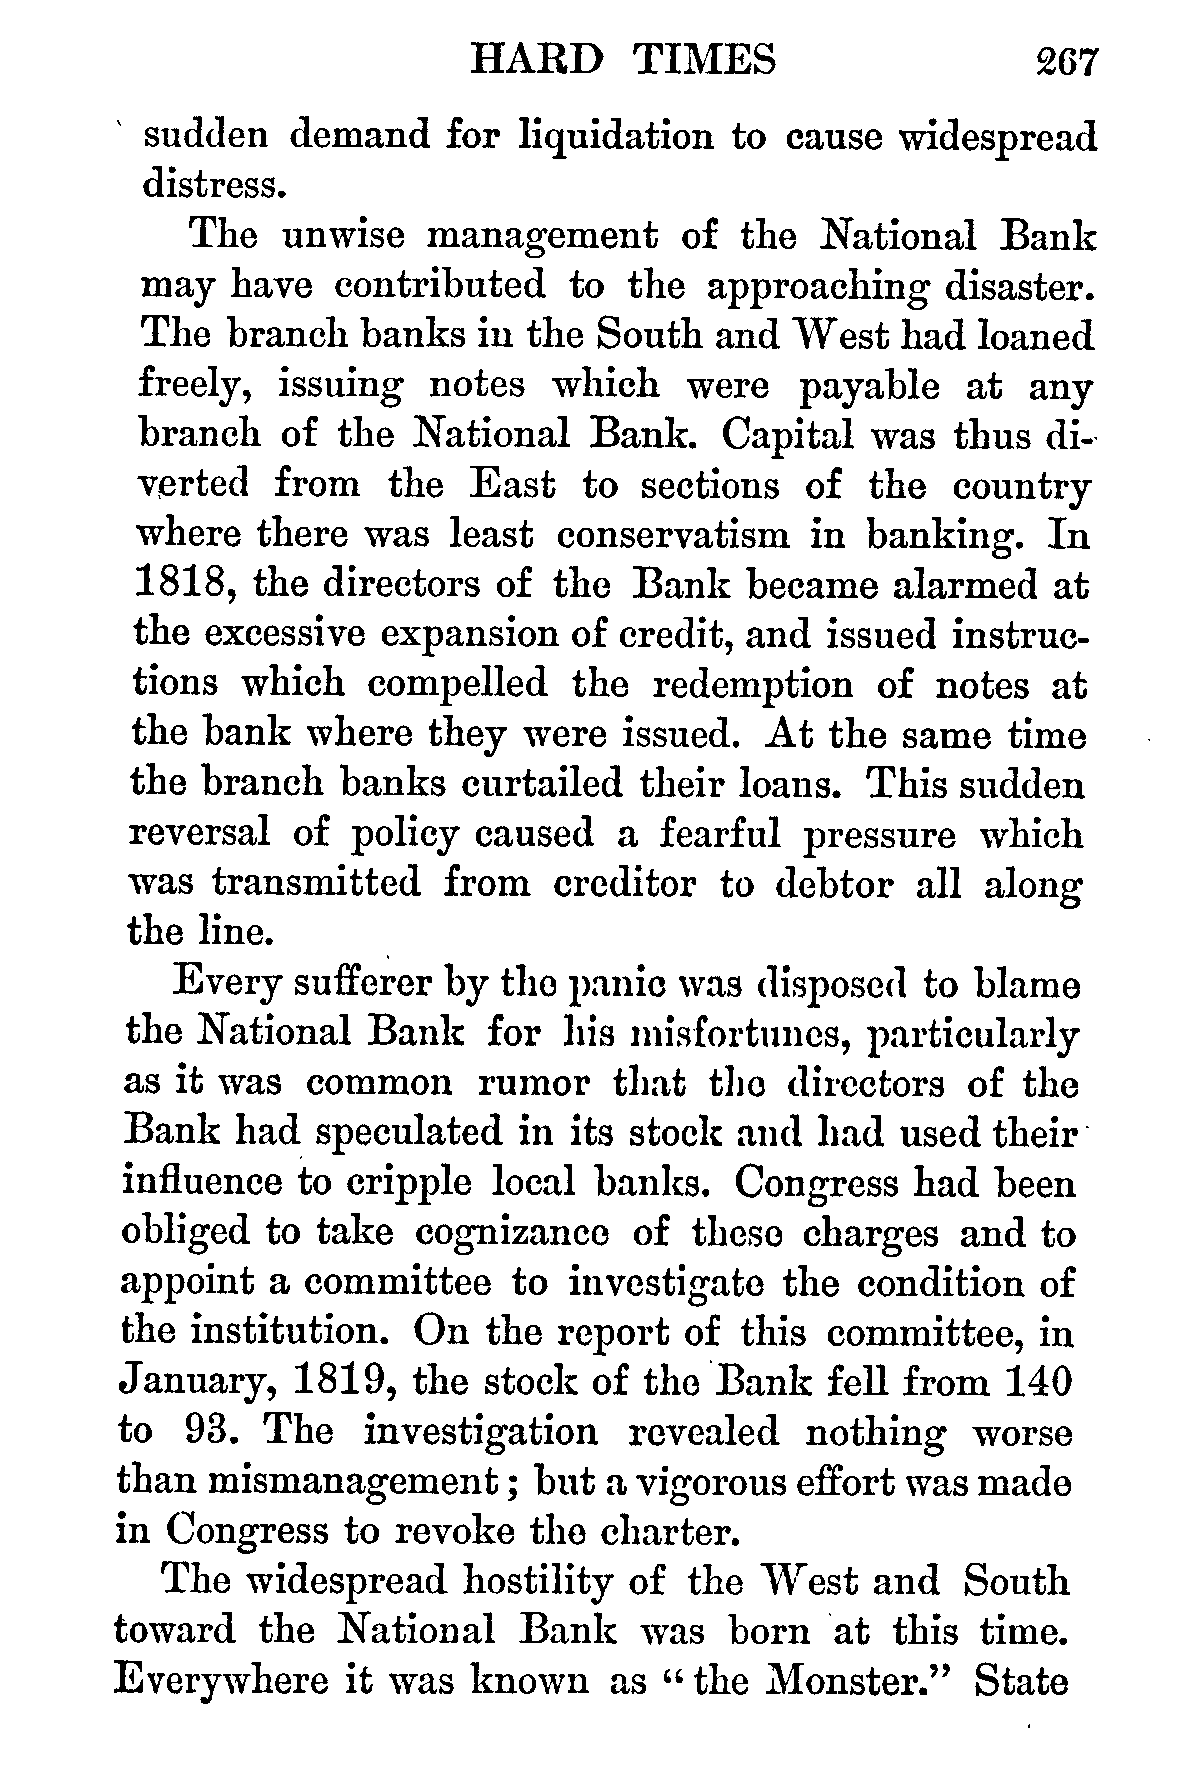 HARD TIMES 267
sudden demand for liquidation to cause widespread
distress.
The unwise management of the National Bank
may have contributed to the approaching disaster.
The branch banks in the South and West had loaned
freely, issuing notes which were payable at any
branch of the National Bank. Capital was thus di-
verted from the East to sections of the country
where there was least conservatism in banking. In
1818, the directors of the Bank became alarmed at
the excessive expansion of credit, and issued instruc-
tions which compelled the redemption of notes at
the bank where they were issued. At the same time
the branch banks curtailed their loans. This sudden
reversal of policy caused a fearful pressure which
was transmitted from creditor to debtor all along
the line.
Every sufferer by the panic was disposed to blame
the National Bank for his misfortunes, particularly
as it was common rumor that the directors of the
Bank had speculated in its stock and had used their
influence to cripple local banks. Congress had been
obliged to take cognizance of these charges and to
appoint a committee to investigate the condition of
the institution. On the report of this committee, in
January, 1819, the stock of the Bank fell from 140
to 93. The investigation revealed nothing worse
than mismanagement; but a vigorous effort was made
in Congress to revoke the charter.
The widespread hostility of the West and South
toward the National Bank was born at this time.
Everywhere it was known as "the Monster." State